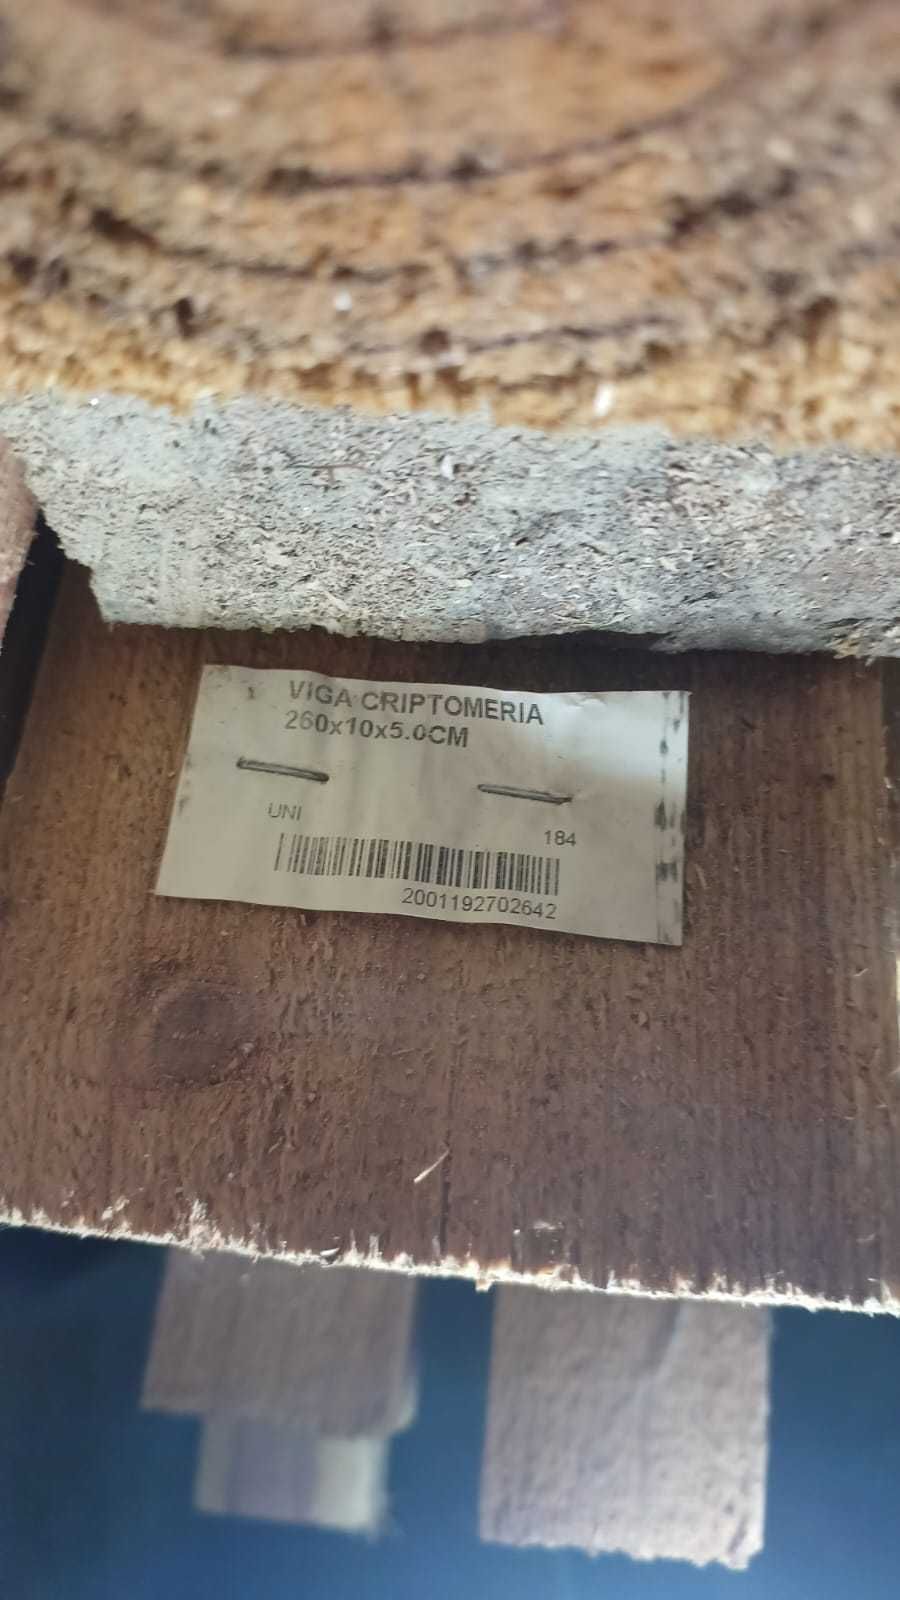 VIGA CRIPTOMERIA
260x10x5.0CM
UNI
184
2001192702642